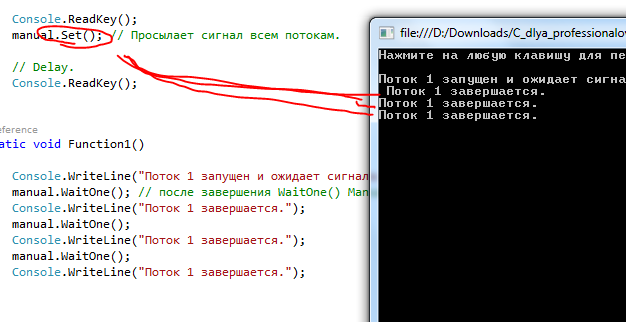 Console.ReadKey();
manual.Set(); // Просылает сигнал всем потокам.
// Delay.
Console.ReadKey();
eference
atic void Function1()
Console.WriteLine("Поток 1 запущен и ожидает сигнал
manual.WaitOne(); // после завершения WaitOne() Man
Console.WriteLine("Поток 1 завершается.");
manual.WaitOne();
Console.WriteLine("Поток 1 завершается.");
manual.WaitOne();
Console.WriteLine("Поток 1 завершается.");
file:///D:/Downloads/C_dlya_professionalov
Нажмите на любую клавишу для пе
Поток 1 запущен и ожидает сигна
Поток 1 завершается.
Поток 1 завершается.
Поток 1 завершается.